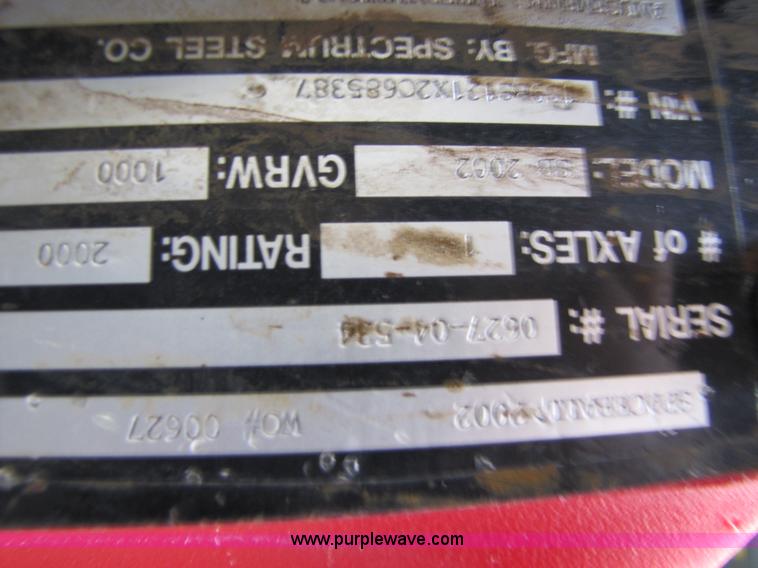 WO# 00627
SERIAL #: 0627-04-534
# of AXLES: 1 RATING: 2000
MODEL: SB-2002 GVRW: 1000
VIN #:
MFG. BY: SPECTRUM STEEL CO.
www.purplewave.com